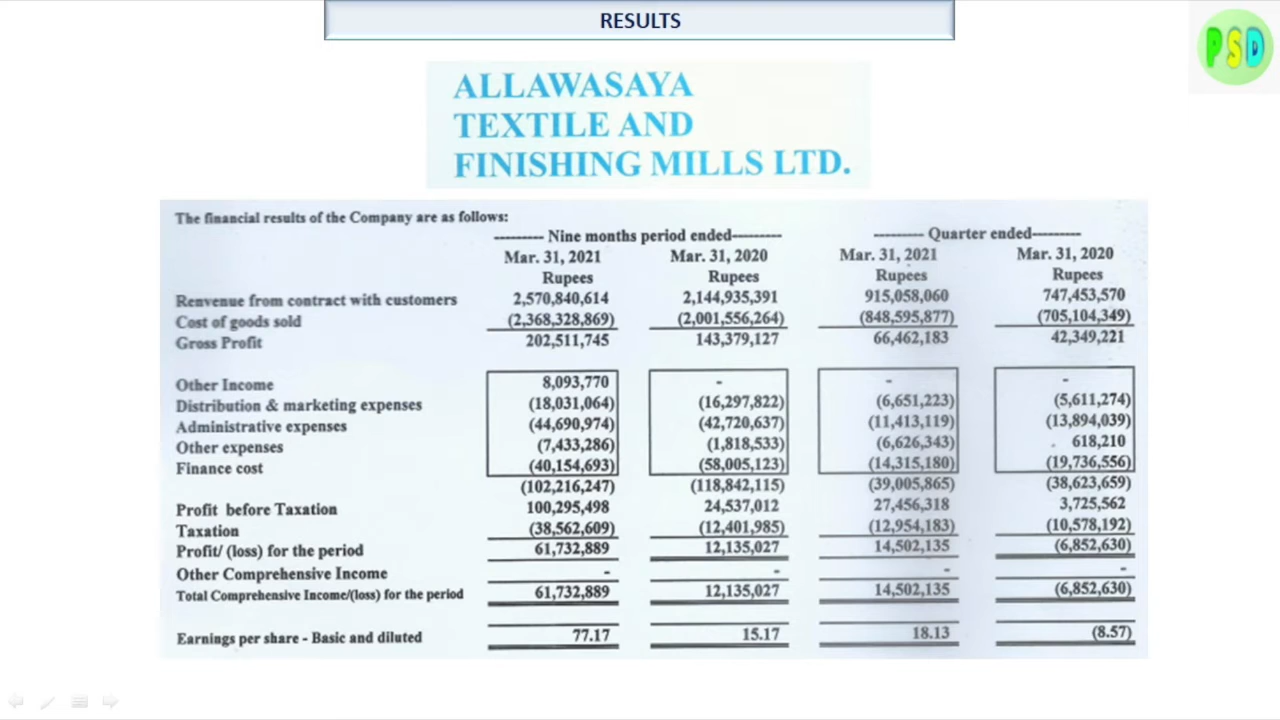 RESULTS
PSD
ALLAWASAYA
TEXTILE AND
FINISHING MILLS LTD.
The financial results of the Company are as follows:
--------- Nine months period ended--------- --------- Quarter ended---------
Mar. 31, 2021 Mar. 31, 2020 Mar. 31, 2021 Mar. 31, 2020
Rupees Rupees Rupees Rupees
Renvenue from contract with customers 2,570,840,614 2,144,935,391 915,058,060 747,453,570
Cost of goods sold (2,368,328,869) (2,001,556,264) (848,595,877) (705,104,349)
Gross Profit 202,511,745 143,379,127 66,462,183 42,349,221
Other Income 8,093,770 - - -
Distribution & marketing expenses (18,031,064) (16,297,822) (6,651,223) (5,611,274)
Administrative expenses (44,690,974) (42,720,637) (11,413,119) (13,894,039)
Other expenses (7,433,286) (1,818,533) (6,626,343) 618,210
Finance cost (40,154,693) (58,005,123) (14,315,180) (19,736,556)
(102,216,247) (118,842,115) (39,005,865) (38,623,659)
Profit before Taxation 100,295,498 24,537,012 27,456,318 3,725,562
Taxation (38,562,609) (12,401,985) (12,954,183) (10,578,192)
Profit/ (loss) for the period 61,732,889 12,135,027 14,502,135 (6,852,630)
Other Comprehensive Income - - - -
Total Comprehensive Income/(loss) for the period 61,732,889 12,135,027 14,502,135 (6,852,630)
Earnings per share - Basic and diluted 77.17 15.17 18.13 (8.57)